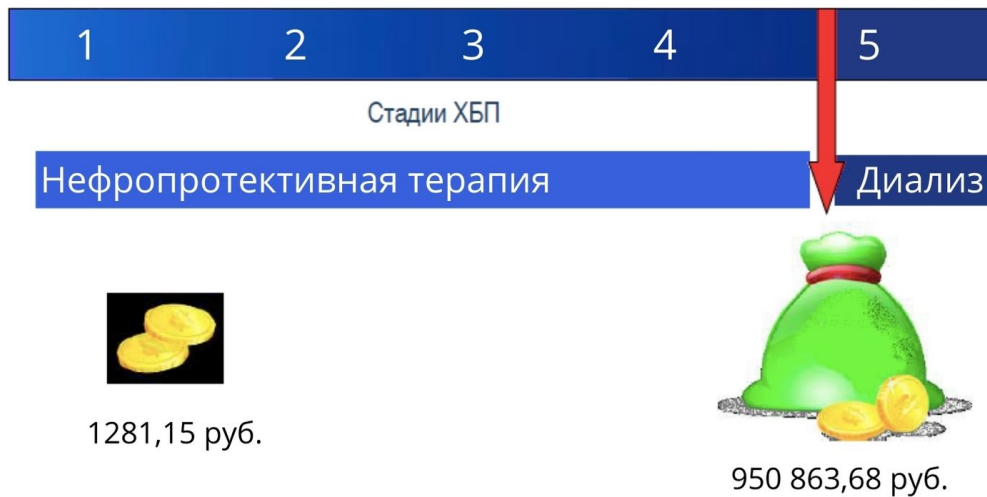 1 2 3 4 5
Стадии ХБП
Нефропротективная терапия Диализ
1281,15 руб.
950 863,68 руб.